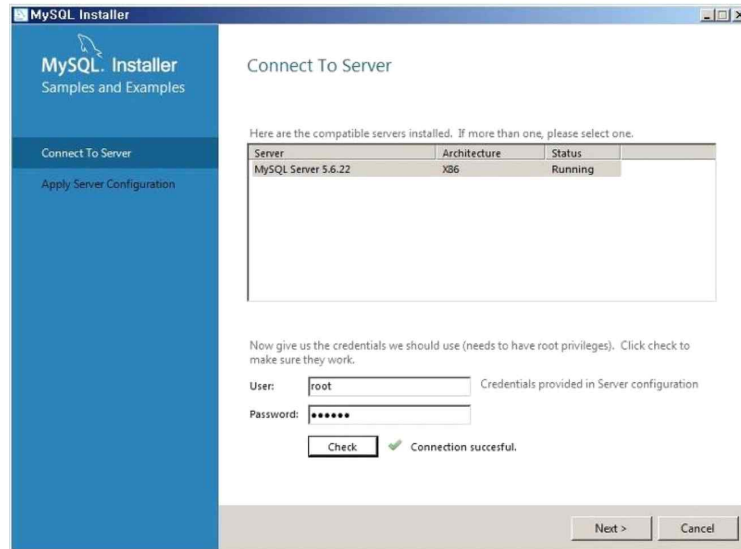 MySQL Installer
MySQL. Installer
Samples and Examples
Connect To Server
Apply Server Configuration
Connect To Server
Here are the compatible servers installed. If more than one, please select one.
Server Architecture Status
MySQL Server 5.6.22 X86 Running
Now give us the credentials we should use (needs to have root privileges). Click check to
make sure they work.
User: root Credentials provided in Server configuration
Password: ●●●●●●
Check Connection succesful.
Next > Cancel